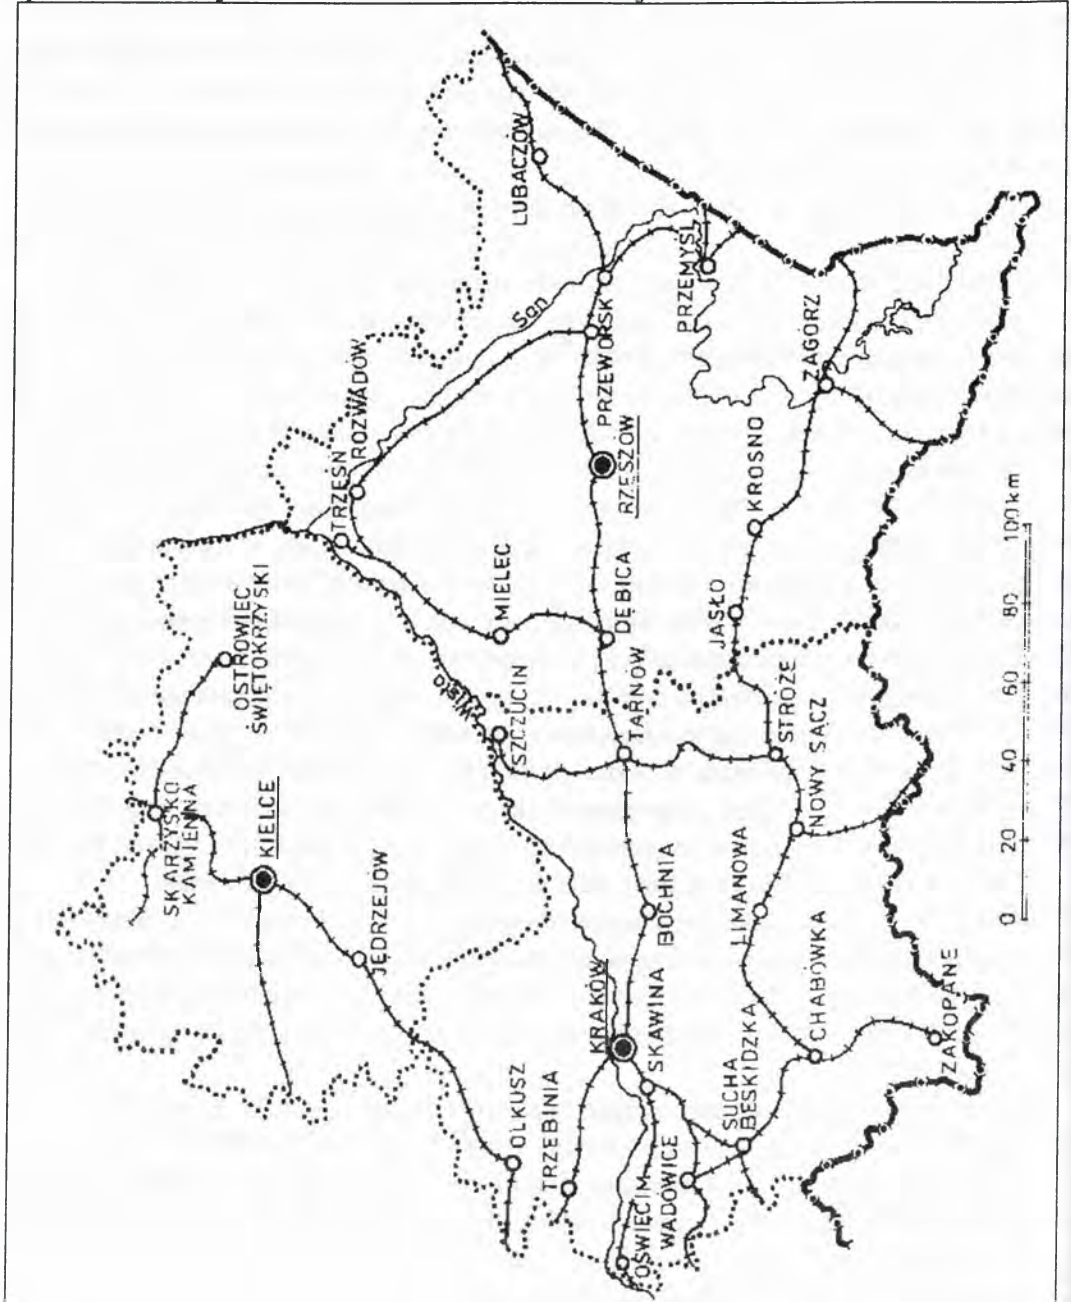 LUBACZÓW
San
PRZEMYŚL
ROZWADÓW
PRZEWORSK
ZAGÓRZ
TRZEŚŃ
RZESZÓW
KROSNO
OSTROWIEC
ŚWIĘTOKRZYSKI
MIELEC
DĘBICA
JASŁO
Wisła
SZCZUCIN
TARNÓW
STRÓŻE
SKARŻYSKO
KAMIENNA
KIELCE
NOWY SĄCZ
JĘDRZEJÓW
BOCHNIA
LIMANOWA
KRAKÓW
SKAWINA
CHABÓWKA
SUCHA
BESKIDZKA
ZAKOPANE
OLKUSZ
TRZEBINIA
OŚWIĘCIM
WADOWICE
0 20 40 60 80 100 km